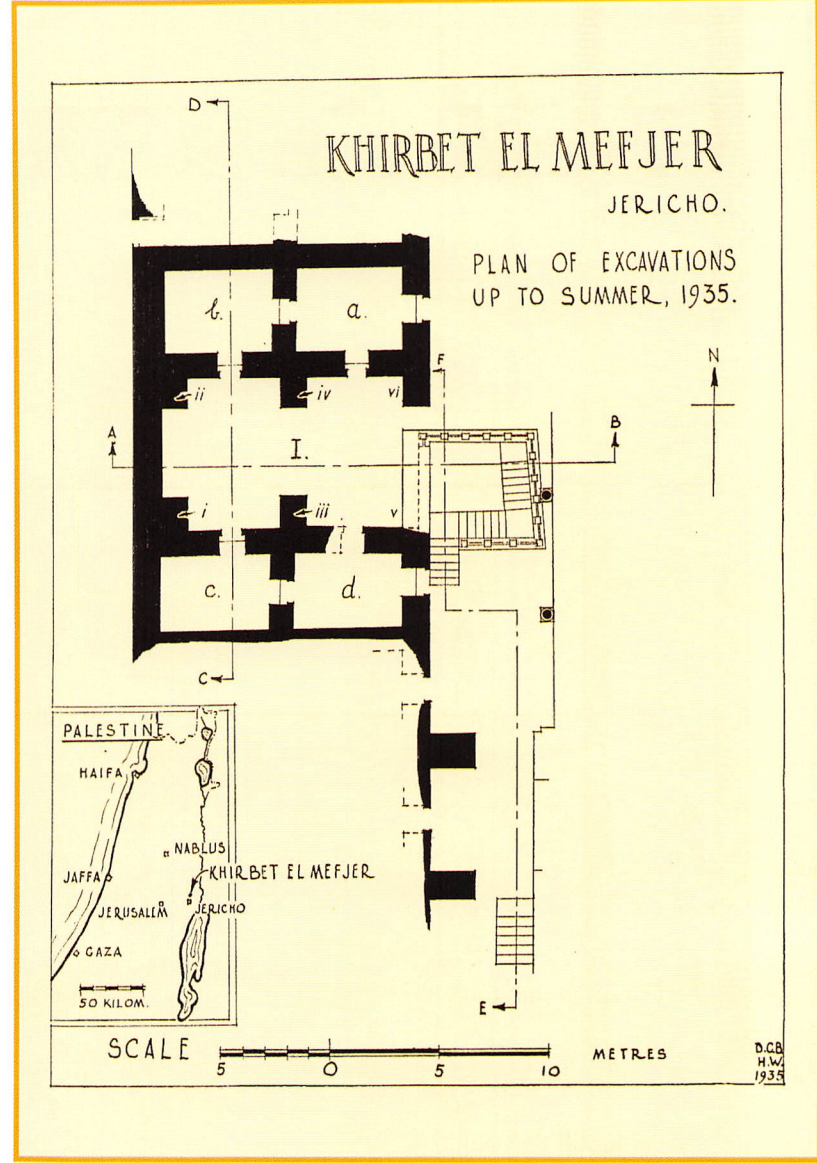 KHIRBET EL MEFJER
JERICHO.
PLAN OF EXCAVATIONS
UP TO SUMMER, 1935.
D
b.
a.
F
N
ii
iv
vi
A
B
I.
i
iii
v
c.
d.
C
PALESTINE
HAIFA
NABLUS
JAFFA
KHIRBET EL MEFJER
JERUSALEM
JERICHO
GAZA
50 KILOM.
E
SCALE
METRES
5 0 5 10
D.C.B.
H.W.
1935